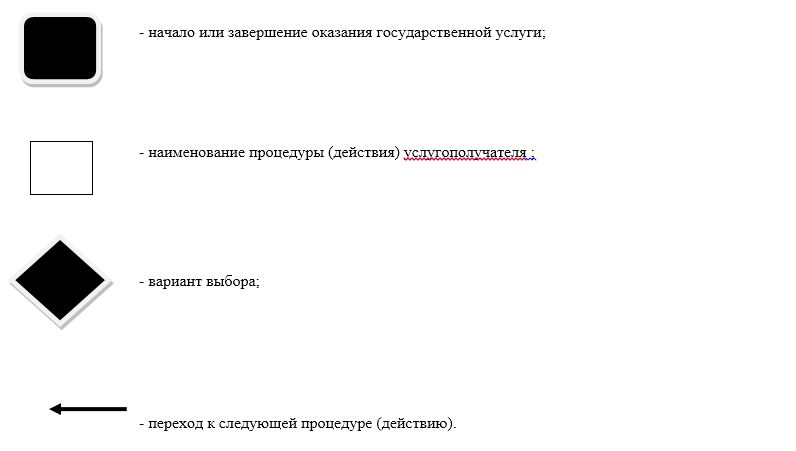 - начало или завершение оказания государственной услуги;
- наименование процедуры (действия) услугополучателя ;
- вариант выбора;
- переход к следующей процедуре (действию).